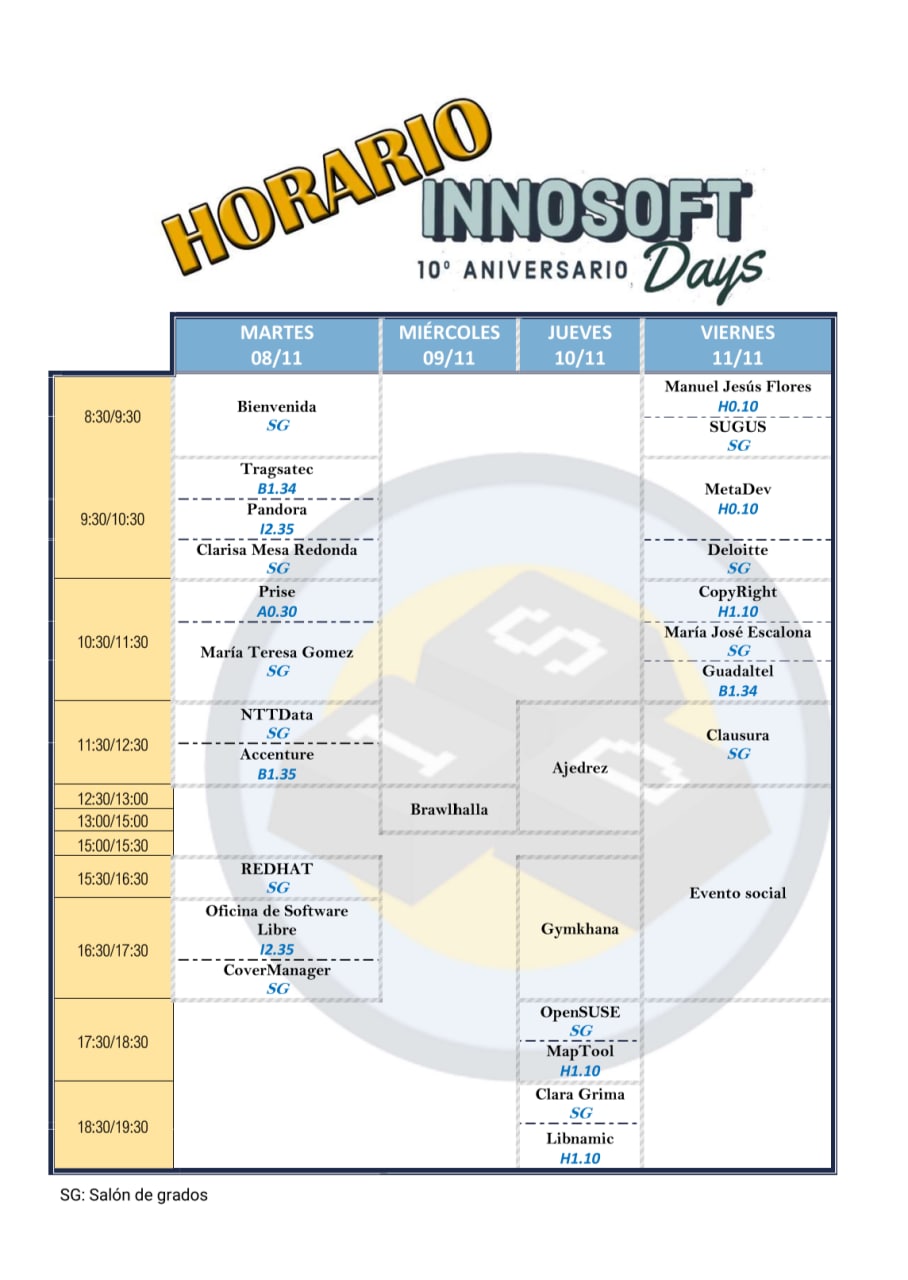 HORARIO
INNOSOFT
10º ANIVERSARIO Days
MARTES
08/11
MIÉRCOLES
09/11
JUEVES
10/11
VIERNES
11/11
8:30/9:30
Bienvenida
SG
Manuel Jesús Flores
H0.10
SUGUS
SG
9:30/10:30
Tragsatec
B1.34
Pandora
I2.35
Clarisa Mesa Redonda
SG
MetaDev
H0.10
Deloitte
SG
10:30/11:30
Prise
A0.30
María Teresa Gomez
SG
CopyRight
H1.10
María José Escalona
SG
Guadaltel
B1.34
11:30/12:30
NTTData
SG
Accenture
B1.35
Ajedrez
Clausura
SG
12:30/13:00
13:00/15:00
15:00/15:30
Brawlhalla
15:30/16:30
REDHAT
SG
Evento social
16:30/17:30
Oficina de Software
Libre
I2.35
CoverManager
SG
Gymkhana
17:30/18:30
OpenSUSE
SG
MapTool
H1.10
18:30/19:30
Clara Grima
SG
Libnamic
H1.10
SG: Salón de grados